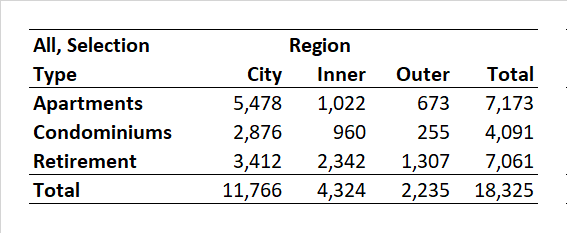 All, Selection Region
Type City Inner Outer Total
Apartments 5,478 1,022 673 7,173
Condominiums 2,876 960 255 4,091
Retirement 3,412 2,342 1,307 7,061
Total 11,766 4,324 2,235 18,325